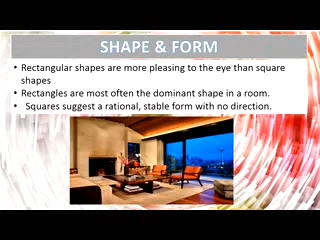 SHAPE & FORM
• Rectangular shapes are more pleasing to the eye than square
shapes
• Rectangles are most often the dominant shape in a room.
• Squares suggest a rational, stable form with no direction.